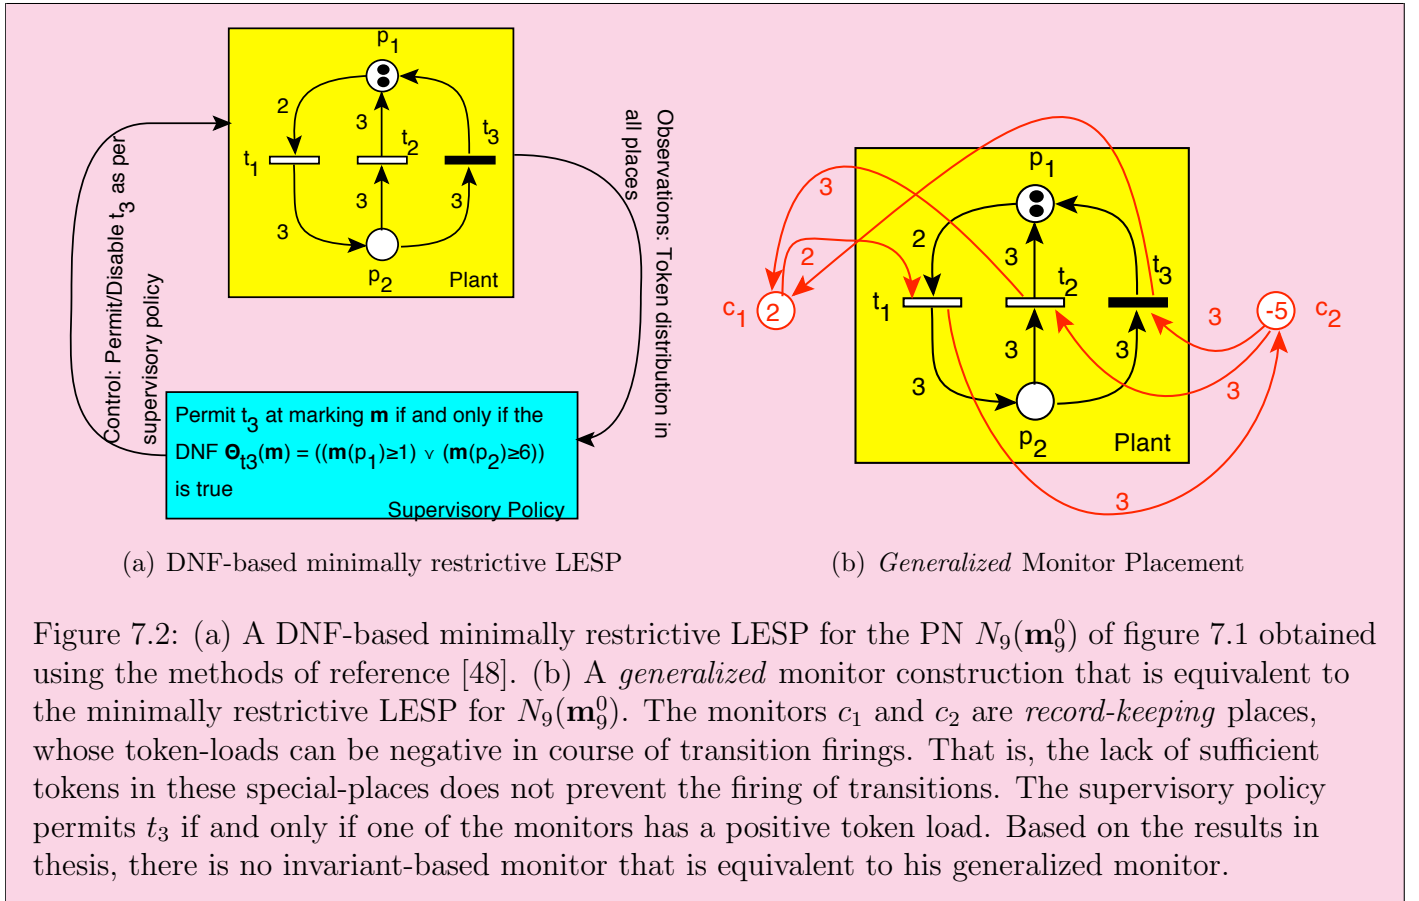 p1
2
3
t1
t2
t3
3
3
3
p2
Plant
Control: Permit/Disable t3 as per
supervisory policy
Observations: Token distribution in
all places
Permit t3 at marking m if and only if the
DNF Θt3(m) = ((m(p1)≥1) ∨ (m(p2)≥6))
is true
Supervisory Policy
(a) DNF-based minimally restrictive LESP
p1
3
2
2
3
t1
t2
t3
c1
2
-5
c2
3
3
3
3
3
p2
Plant
3
(b) Generalized Monitor Placement
Figure 7.2: (a) A DNF-based minimally restrictive LESP for the PN N9(m⁰9) of figure 7.1 obtained
using the methods of reference [48]. (b) A generalized monitor construction that is equivalent to
the minimally restrictive LESP for N9(m⁰9). The monitors c1 and c2 are record-keeping places,
whose token-loads can be negative in course of transition firings. That is, the lack of sufficient
tokens in these special-places does not prevent the firing of transitions. The supervisory policy
permits t3 if and only if one of the monitors has a positive token load. Based on the results in
thesis, there is no invariant-based monitor that is equivalent to his generalized monitor.